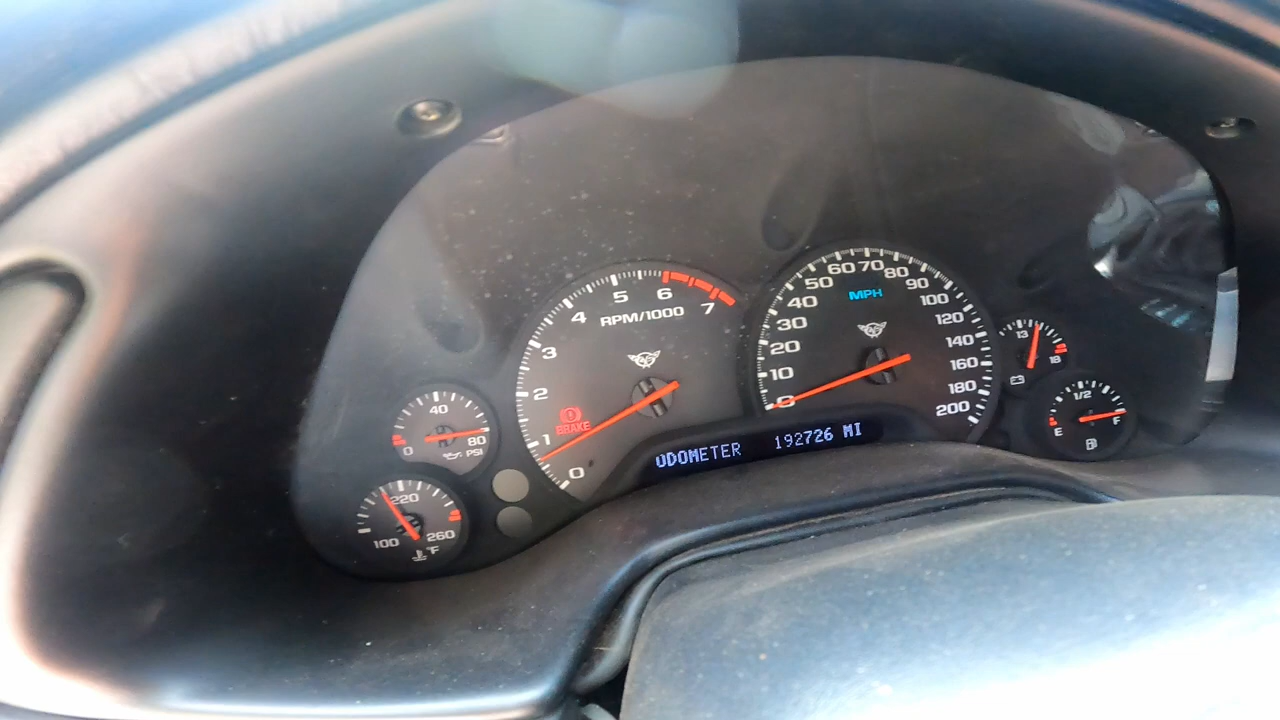 0 1 2 3 4 5 6 7
RPM/1000
BRAKE
0 10 20 30 40 50 60 70 80 90 100 120 140 160 180 200
MPH
ODOMETER 192726 MI
0 40 80
PSI
100 220 260
°F
13 18
E 1/2 F